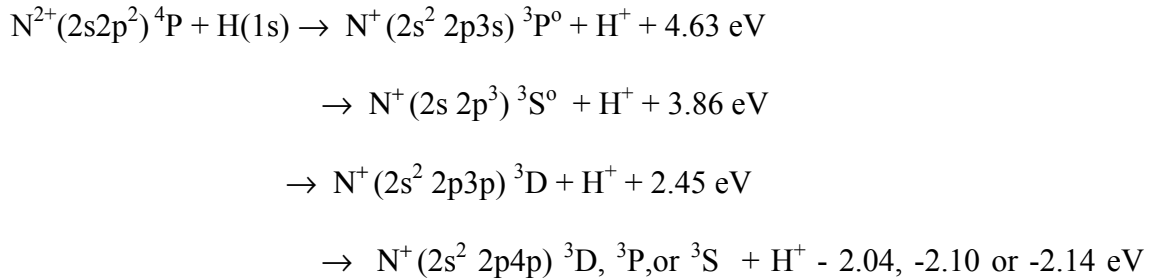 N²⁺(2s2p²) ⁴P + H(1s) → N⁺ (2s² 2p3s) ³Pᵒ + H⁺ + 4.63 eV
→ N⁺ (2s 2p³) ³Sᵒ + H⁺ + 3.86 eV
→ N⁺ (2s² 2p3p) ³D + H⁺ + 2.45 eV
→ N⁺ (2s² 2p4p) ³D, ³P,or ³S + H⁺ - 2.04, -2.10 or -2.14 eV